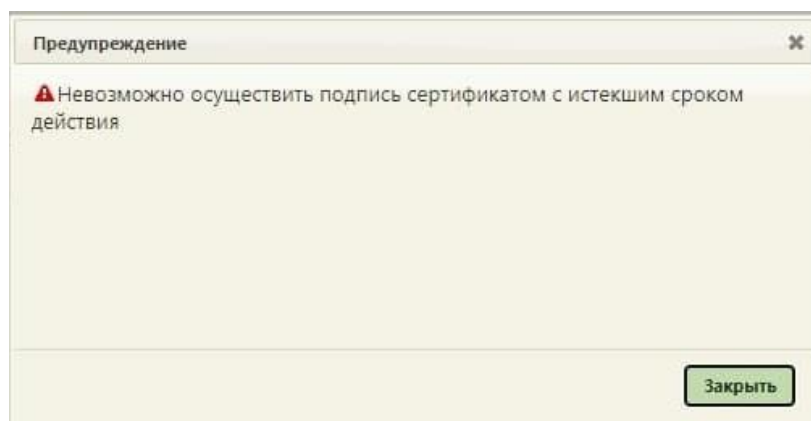 Предупреждение
Невозможно осуществить подпись сертификатом с истекшим сроком
действия
Закрыть